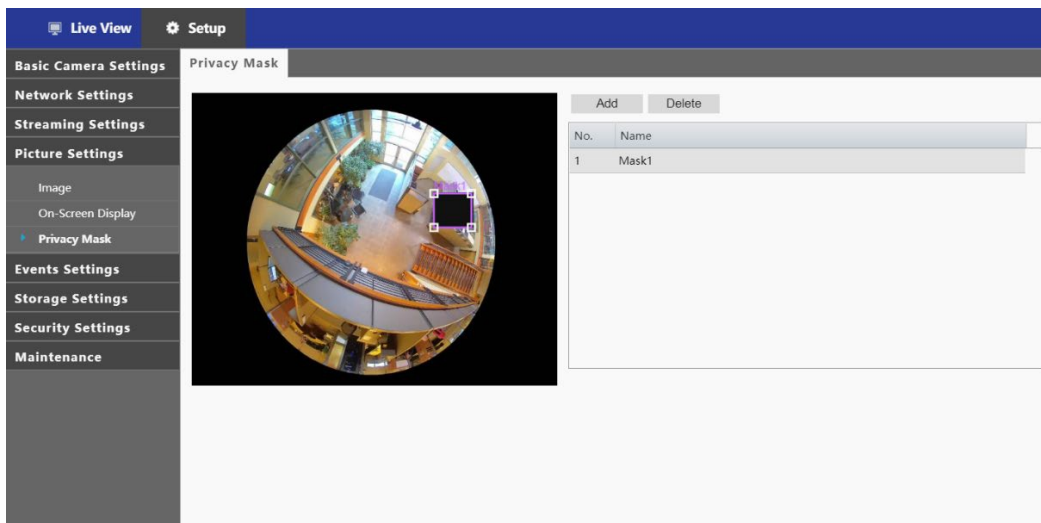 Live View
Setup
Basic Camera Settings
Privacy Mask
Network Settings
Streaming Settings
Picture Settings
Image
On-Screen Display
Privacy Mask
Events Settings
Storage Settings
Security Settings
Maintenance
Mask1
Add
Delete
No. Name
1 Mask1